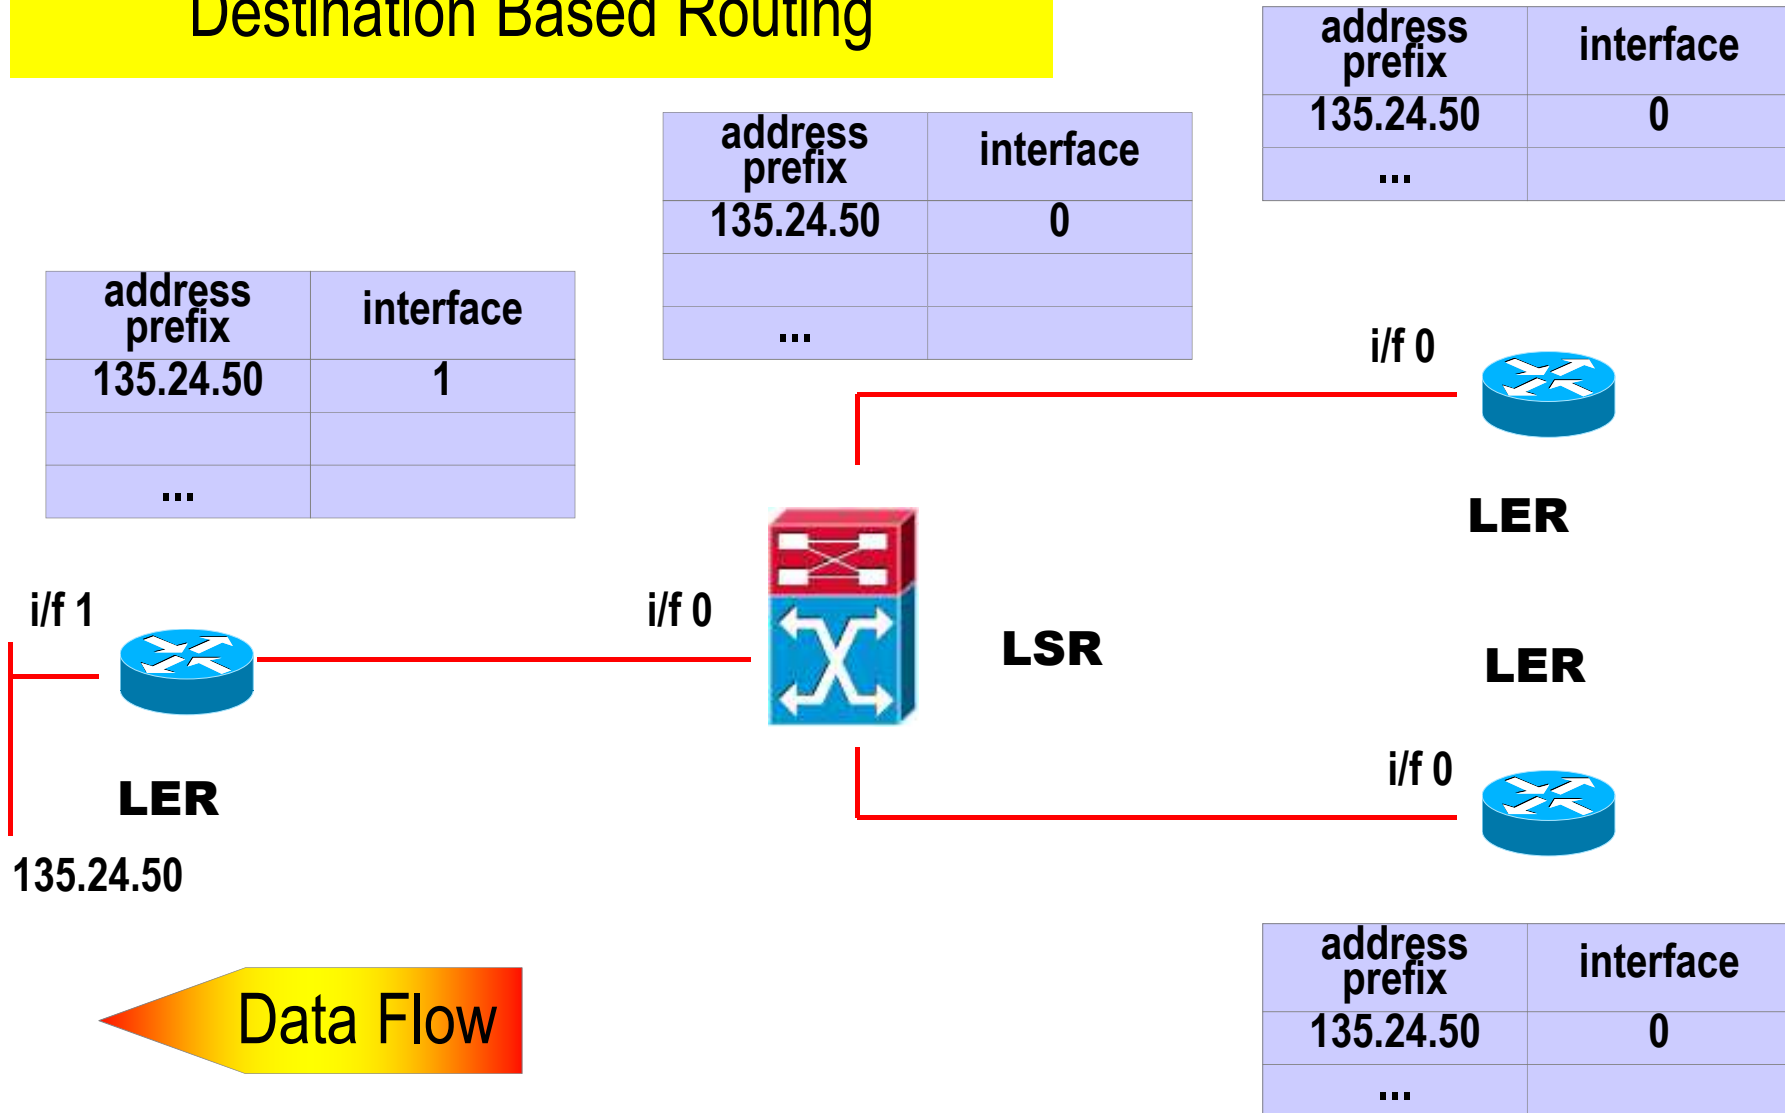 Destination Based Routing
address prefix interface
135.24.50 0
...
address prefix interface
135.24.50 0
...
address prefix interface
135.24.50 1
...
i/f 0
LER
i/f 1
i/f 0
LSR
LER
i/f 0
LER
135.24.50
Data Flow
address prefix interface
135.24.50 0
...